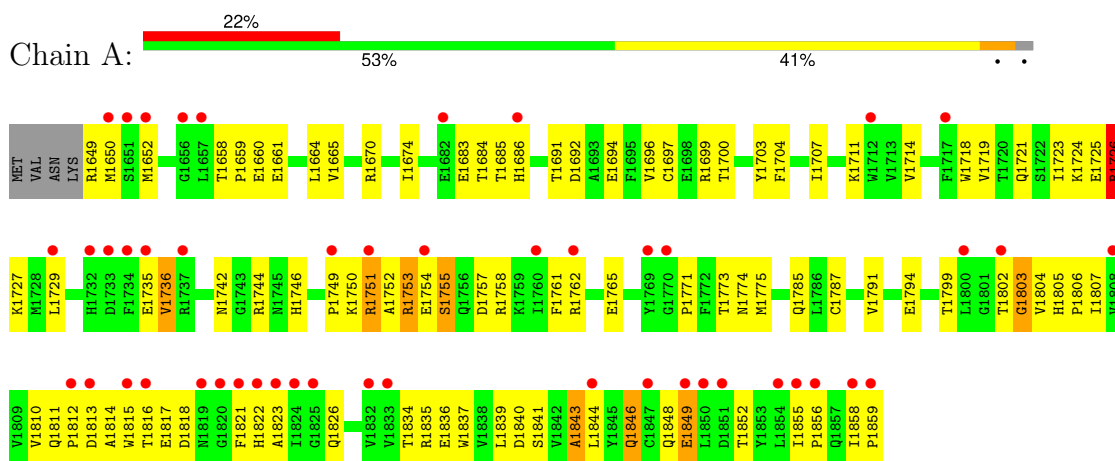 22%
Chain A:
53% 41% • •
MET VAL ASN LYS R1649 M1650 S1651 M1652 G1656 L1657 T1658 P1659 E1660 E1661 L1664 V1665 R1670 I1674 E1682 E1683 T1684 T1685 H1686 T1691 D1692 A1693 E1694 F1695 V1696 C1697 E1698 R1699 T1700 Y1703 F1704 I1707 K1711 W1712 V1713 V1714 F1717 W1718 V1719 T1720 Q1721 S1722 I1723 K1724 E1725 R1726
K1727 M1728 L1729 H1732 D1733 F1734 E1735 V1736 R1737 N1742 G1743 R1744 N1745 H1746 P1749 K1750 R1751 A1752 R1753 E1754 S1755 Q1756 D1757 R1758 K1759 I1760 F1761 R1762 E1765 Y1769 G1770 P1771 F1772 T1773 N1774 M1775 Q1785 L1786 C1787 V1791 E1794 T1799 L1800 G1801 T1802 G1803 V1804 H1805 P1806 I1807 V1808
V1809 V1810 Q1811 P1812 D1813 A1814 W1815 T1816 E1817 D1818 N1819 G1820 F1821 H1822 A1823 I1824 G1825 Q1826 V1832 V1833 T1834 R1835 E1836 W1837 V1838 L1839 D1840 S1841 V1842 A1843 L1844 Y1845 Q1846 C1847 Q1848 E1849 L1850 D1851 T1852 Y1853 L1854 I1855 P1856 Q1857 I1858 P1859